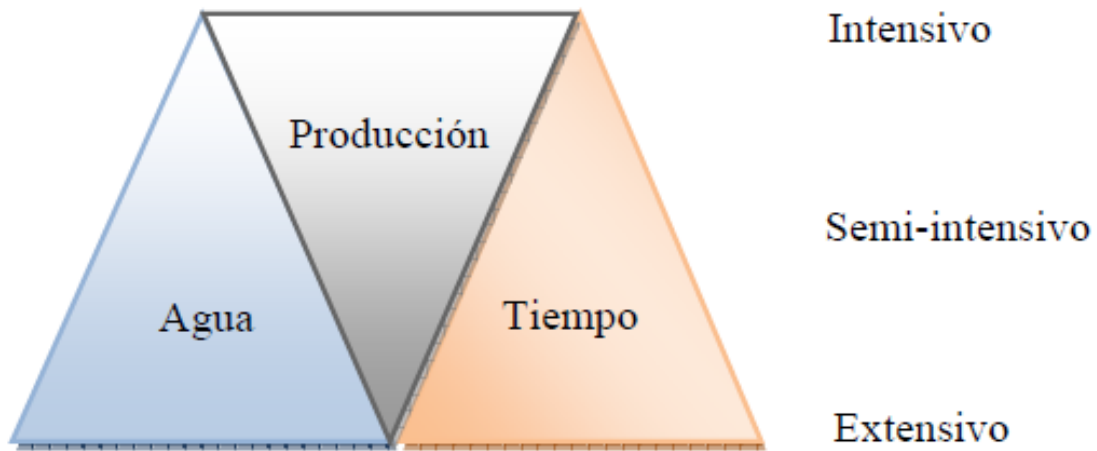 Intensivo
Producción
Semi-intensivo
Agua
Tiempo
Extensivo